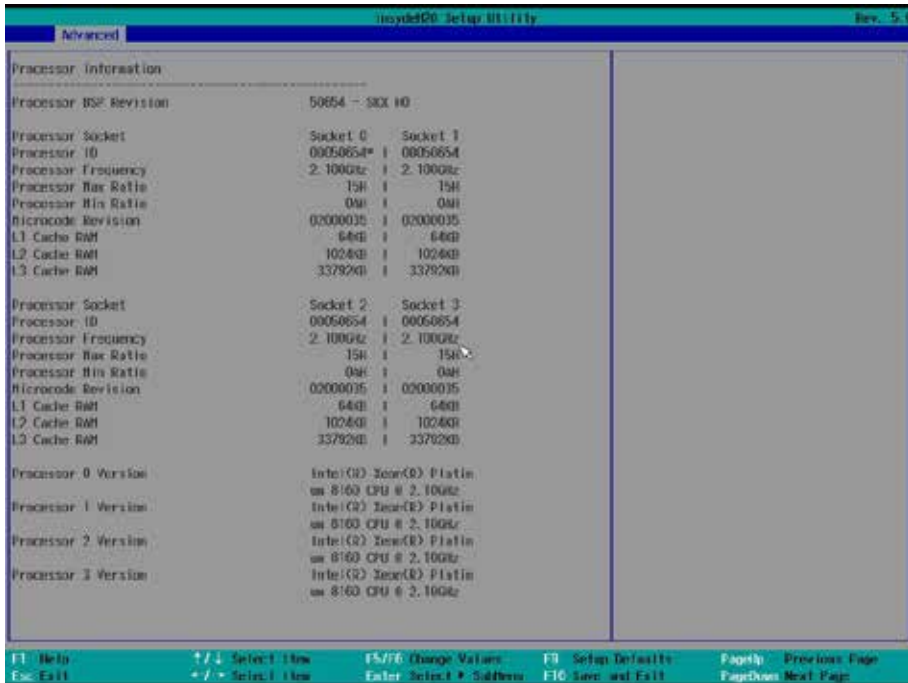 InsydeH20 Setup Utility Rev. 5.
Advanced
Processor Information
Processor BSP Revision 50654 - SKX H0
Processor Socket Socket 0 Socket 1
Processor ID 00050654* | 00050654
Processor Frequency 2.100GHz | 2.100GHz
Processor Max Ratio 15H | 15H
Processor Min Ratio 0AH | 0AH
Microcode Revision 02000035 | 02000035
L1 Cache RAM 64KB | 64KB
L2 Cache RAM 1024KB | 1024KB
L3 Cache RAM 33792KB | 33792KB
Processor Socket Socket 2 Socket 3
Processor ID 00050654 | 00050654
Processor Frequency 2.100GHz | 2.100GHz
Processor Max Ratio 15H | 15H
Processor Min Ratio 0AH | 0AH
Microcode Revision 02000035 | 02000035
L1 Cache RAM 64KB | 64KB
L2 Cache RAM 1024KB | 1024KB
L3 Cache RAM 33792KB | 33792KB
Processor 0 Version Intel(R) Xeon(R) Platin
um 8160 CPU @ 2.10GHz
Processor 1 Version Intel(R) Xeon(R) Platin
um 8160 CPU @ 2.10GHz
Processor 2 Version Intel(R) Xeon(R) Platin
um 8160 CPU @ 2.10GHz
Processor 3 Version Intel(R) Xeon(R) Platin
um 8160 CPU @ 2.10GHz
F1 Help ↑/↓ Select Item F5/F6 Change Values F9 Setup Defaults PageUp Previous Page
Esc Exit ←/→ Select Item Enter Select ▶ SubMenu F10 Save and Exit PageDown Next Page